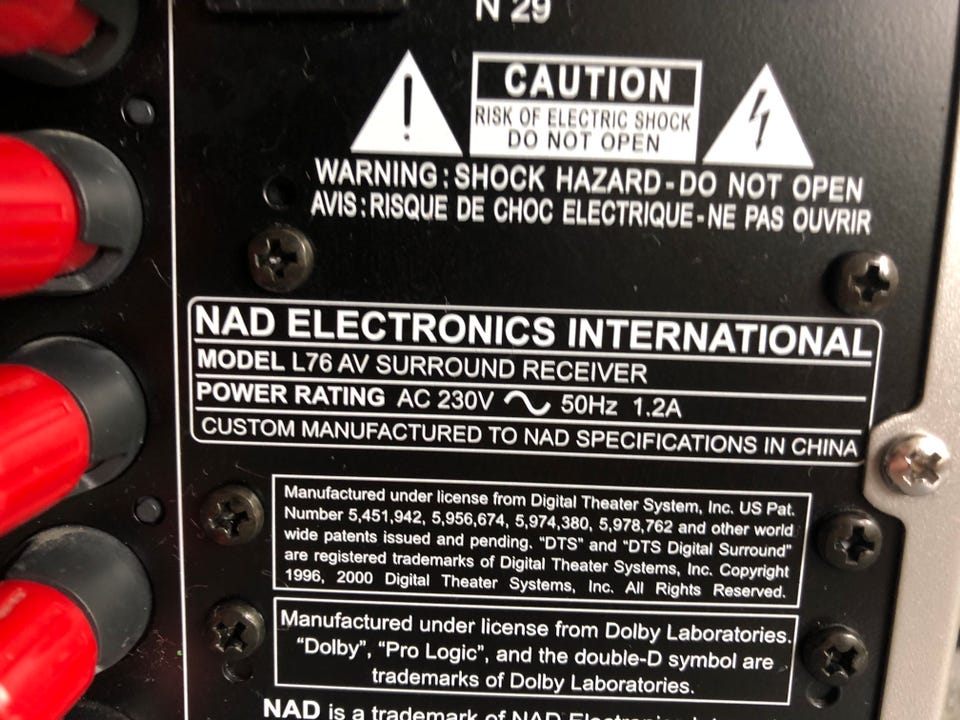 N 29
CAUTION
RISK OF ELECTRIC SHOCK
DO NOT OPEN
WARNING : SHOCK HAZARD - DO NOT OPEN
AVIS : RISQUE DE CHOC ELECTRIQUE - NE PAS OUVRIR
NAD ELECTRONICS INTERNATIONAL
MODEL L76 AV SURROUND RECEIVER
POWER RATING AC 230V ～ 50Hz 1.2A
CUSTOM MANUFACTURED TO NAD SPECIFICATIONS IN CHINA
Manufactured under license from Digital Theater System, Inc. US Pat.
Number 5,451,942, 5,956,674, 5,974,380, 5,978,762 and other world
wide patents issued and pending. “DTS” and “DTS Digital Surround”
are registered trademarks of Digital Theater Systems, Inc. Copyright
1996, 2000 Digital Theater Systems, Inc. All Rights Reserved.
Manufactured under license from Dolby Laboratories.
“Dolby”, “Pro Logic”, and the double-D symbol are
trademarks of Dolby Laboratories.
NAD is a trademark of NAD